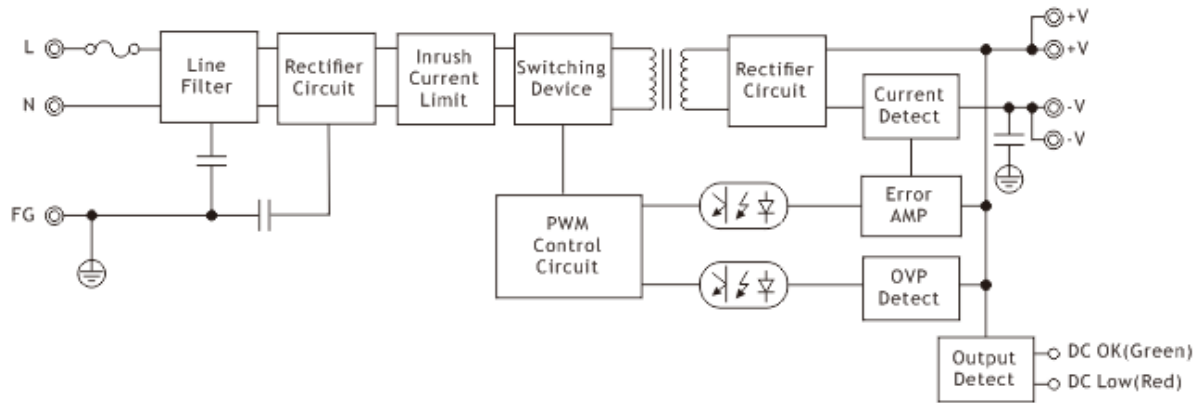 +V
L
+V
Line
Filter
Rectifier
Circuit
Inrush
Current
Limit
Switching
Device
Rectifier
Circuit
Current
Detect
N
-V
-V
FG
PWM
Control
Circuit
Error
AMP
OVP
Detect
Output
Detect
DC OK(Green)
DC Low(Red)